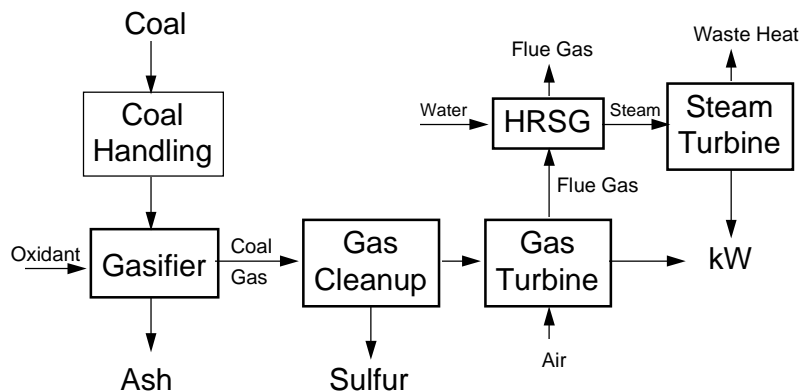 Coal
Coal
Handling
Oxidant
Gasifier
Coal
Gas
Ash
Gas
Cleanup
Sulfur
Gas
Turbine
Air
Flue Gas
Water
HRSG
Flue Gas
Steam
Waste Heat
Steam
Turbine
kW